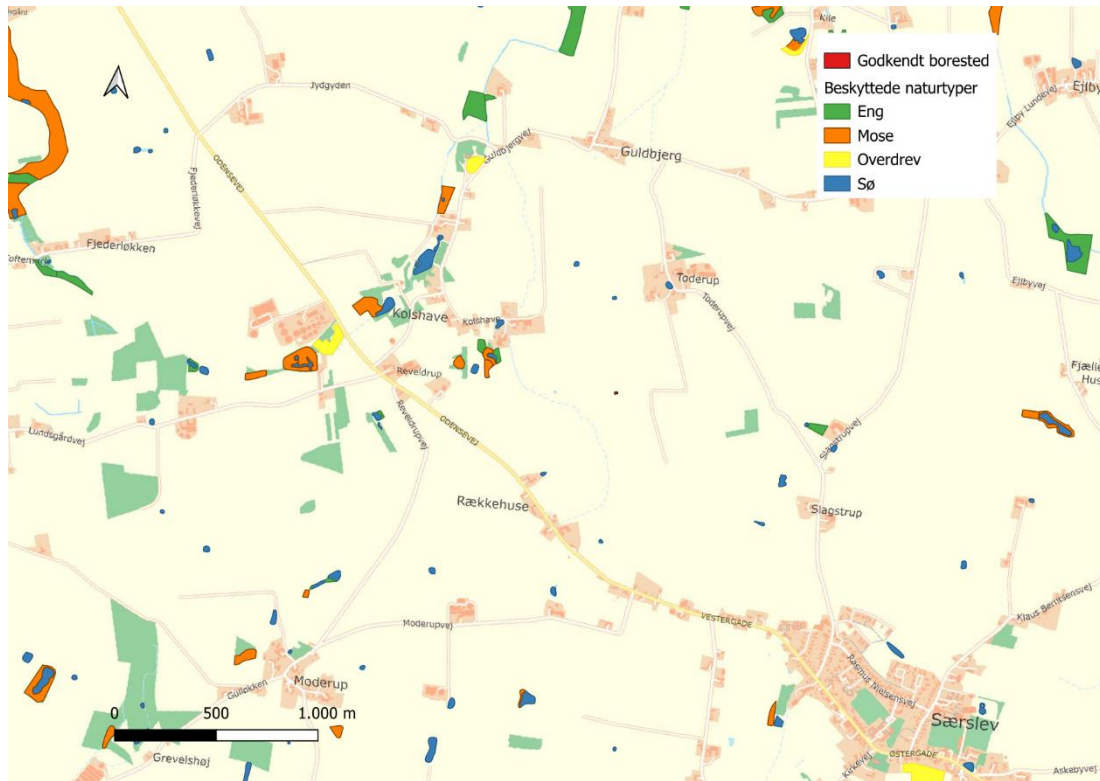 Kile
Godkendt borested
Beskyttede naturtyper
Eng
Mose
Overdrev
Sø
Jydgyden
Ejlby Lundevej
Guldbjergvej
Guldbjerg
ODENSEVEJ
Fjederløkkevej
Fjederløkken
Toderup
Toderupvej
Ejlbyvej
Kolshave
Kolshave
Reveldrup
Reveldrupvej
ODENSEVEJ
Lundsgårdvej
Slagstrupvej
Rækkehuse
Slagstrup
Moderupvej
VESTERGADE
Klaus Berntsensvej
Rasmus Nielsensvej
Gulløkken
Moderup
0 500 1.000 m
Særslev
Grevelshøj
Kirkevej
ØSTERGADE
Askebyvej